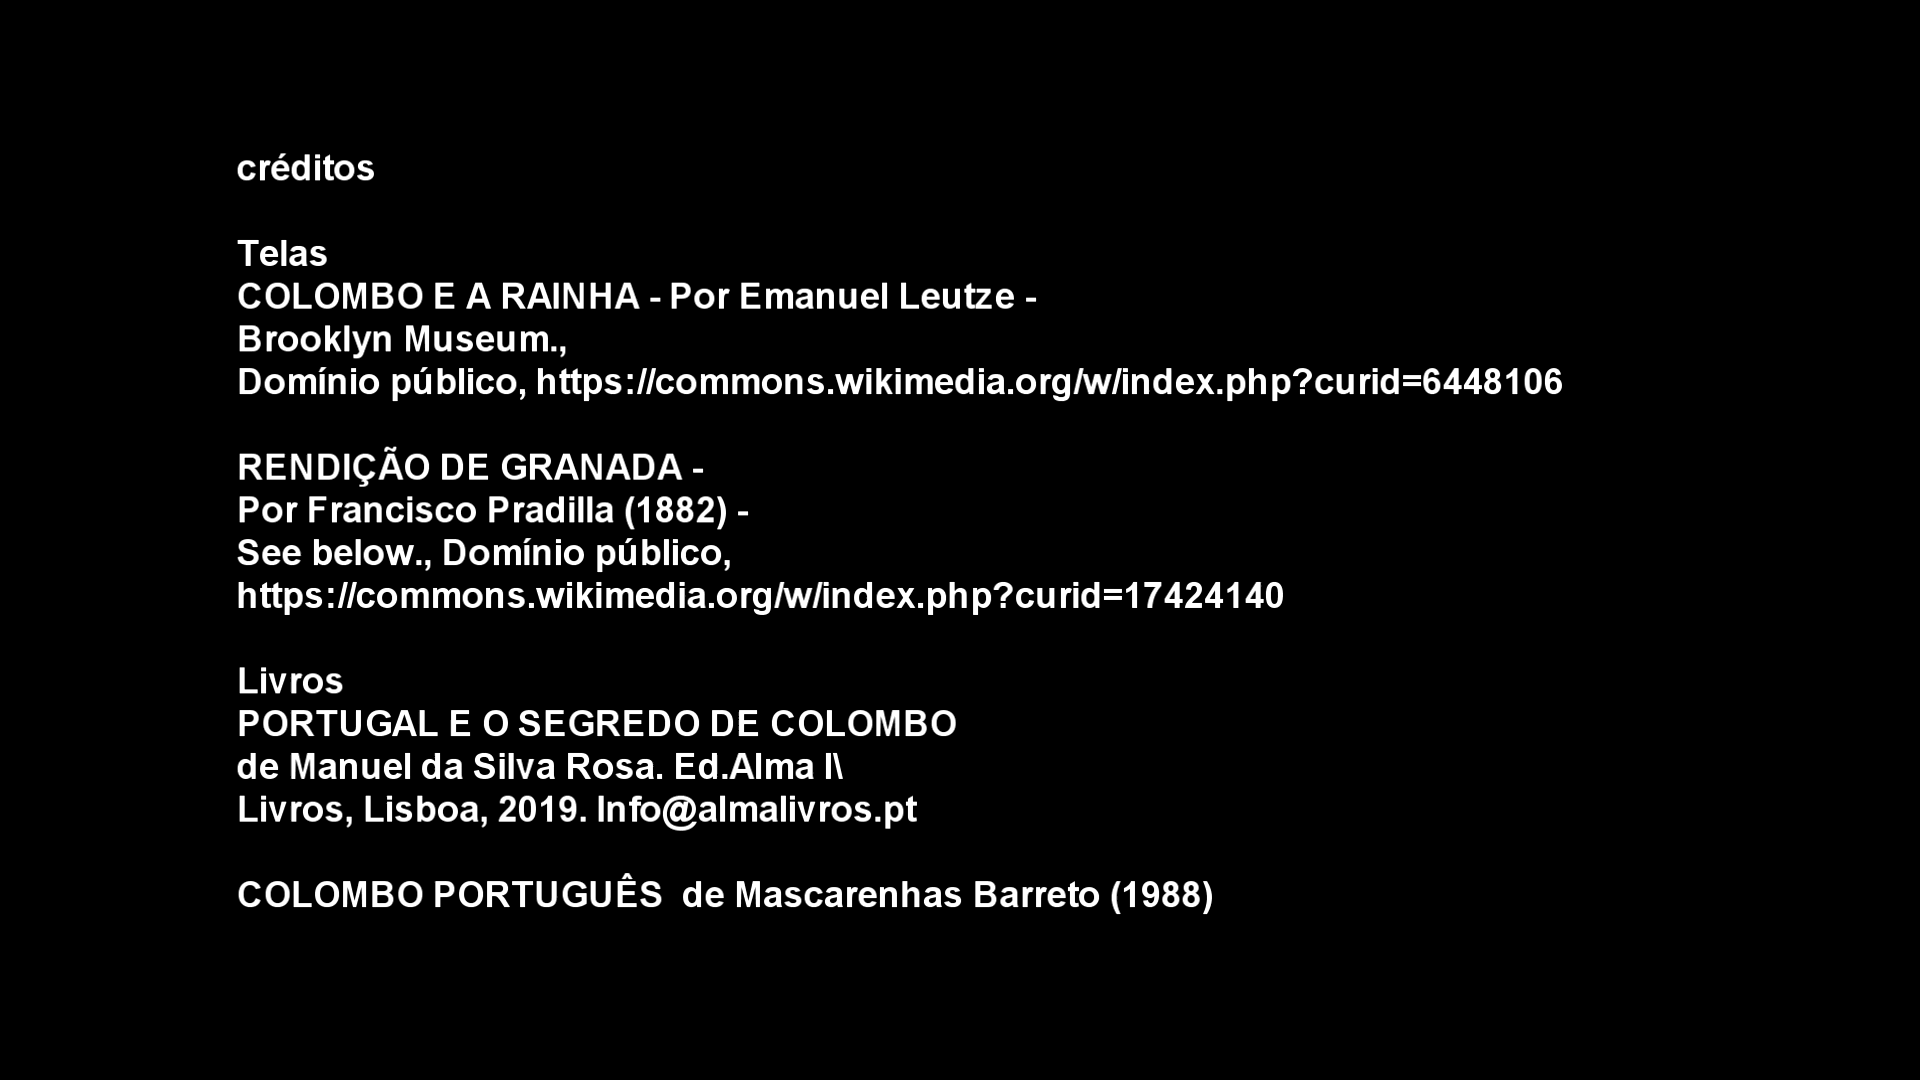 créditos
Telas
COLOMBO E A RAINHA - Por Emanuel Leutze -
Brooklyn Museum.,
Domínio público, https://commons.wikimedia.org/w/index.php?curid=6448106
RENDIÇÃO DE GRANADA -
Por Francisco Pradilla (1882) -
See below., Domínio público,
https://commons.wikimedia.org/w/index.php?curid=17424140
Livros
PORTUGAL E O SEGREDO DE COLOMBO
de Manuel da Silva Rosa. Ed.Alma l\
Livros, Lisboa, 2019. Info@almalivros.pt
COLOMBO PORTUGUÊS  de Mascarenhas Barreto (1988)